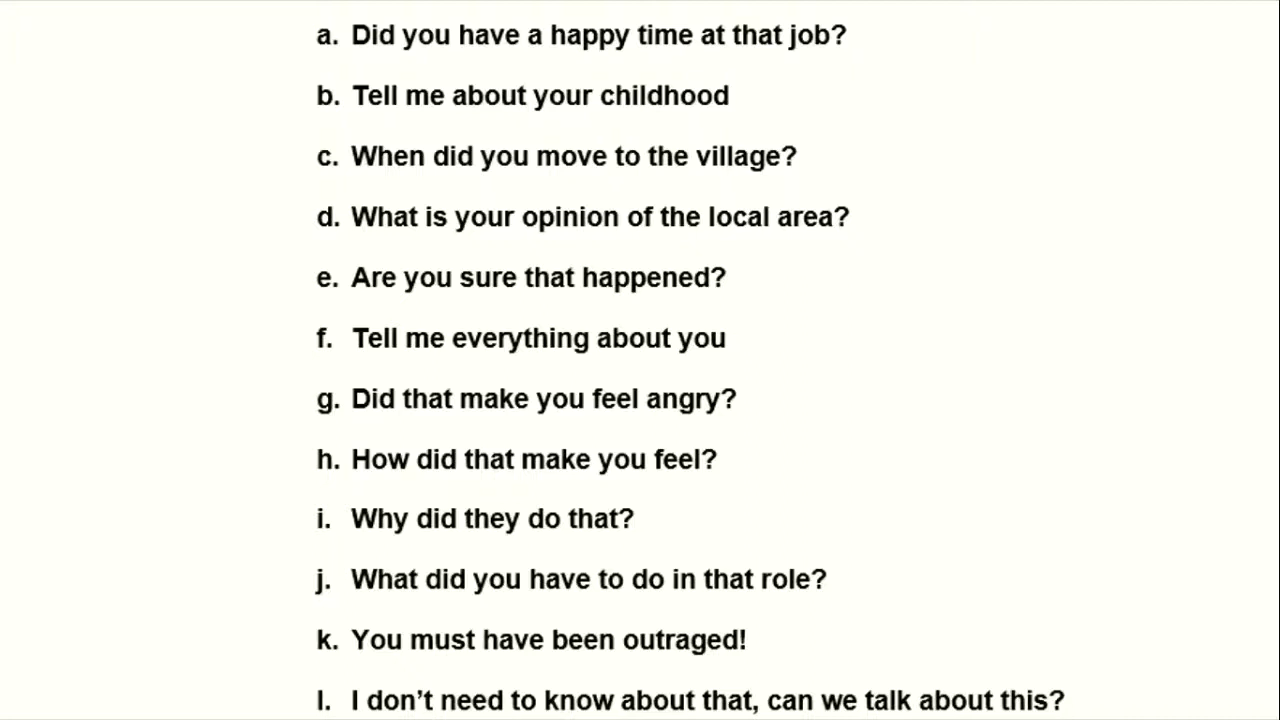 a. Did you have a happy time at that job?
b. Tell me about your childhood
c. When did you move to the village?
d. What is your opinion of the local area?
e. Are you sure that happened?
f. Tell me everything about you
g. Did that make you feel angry?
h. How did that make you feel?
i. Why did they do that?
j. What did you have to do in that role?
k. You must have been outraged!
l. I don’t need to know about that, can we talk about this?